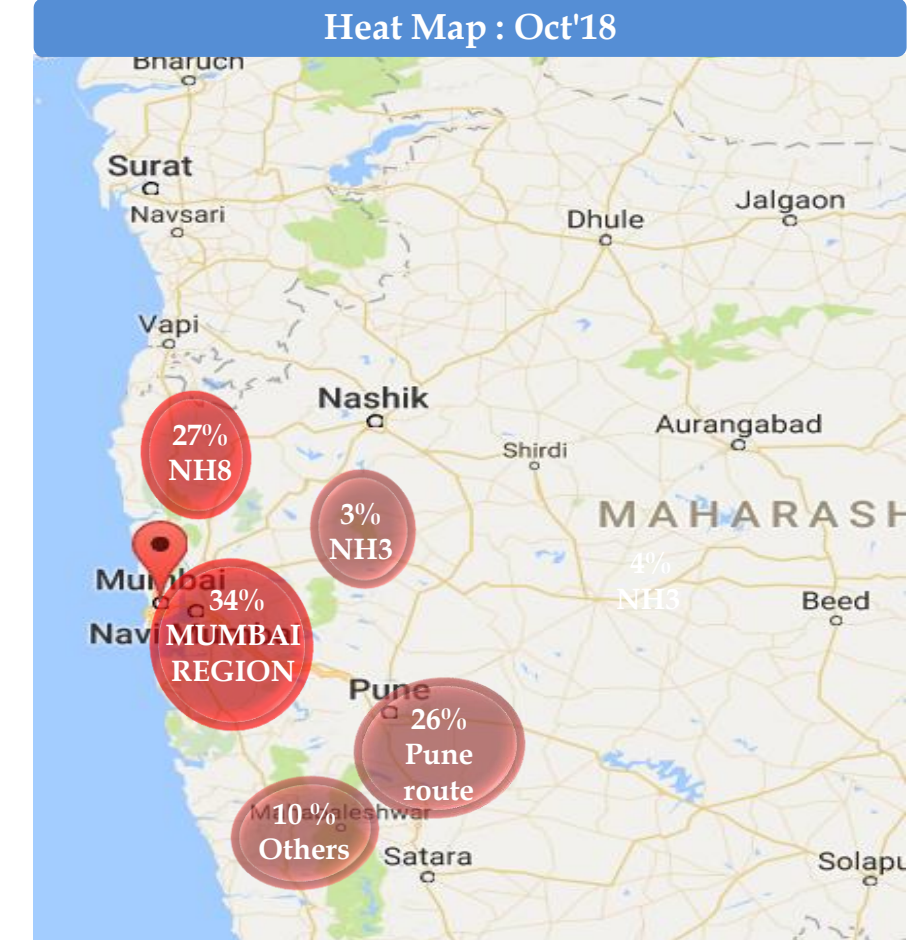 Heat Map : Oct'18
Bharuch
Surat
Navsari
Dhule
Jalgaon
Vapi
Nashik
Aurangabad
Shirdi
27%
NH8
3%
NH3
MAHARASH
4%
NH3
Mumbai
Beed
34%
Navi
MUMBAI
REGION
Pune
26%
Pune
route
Mahabaleshwar
10 %
Others
Satara
Solapu